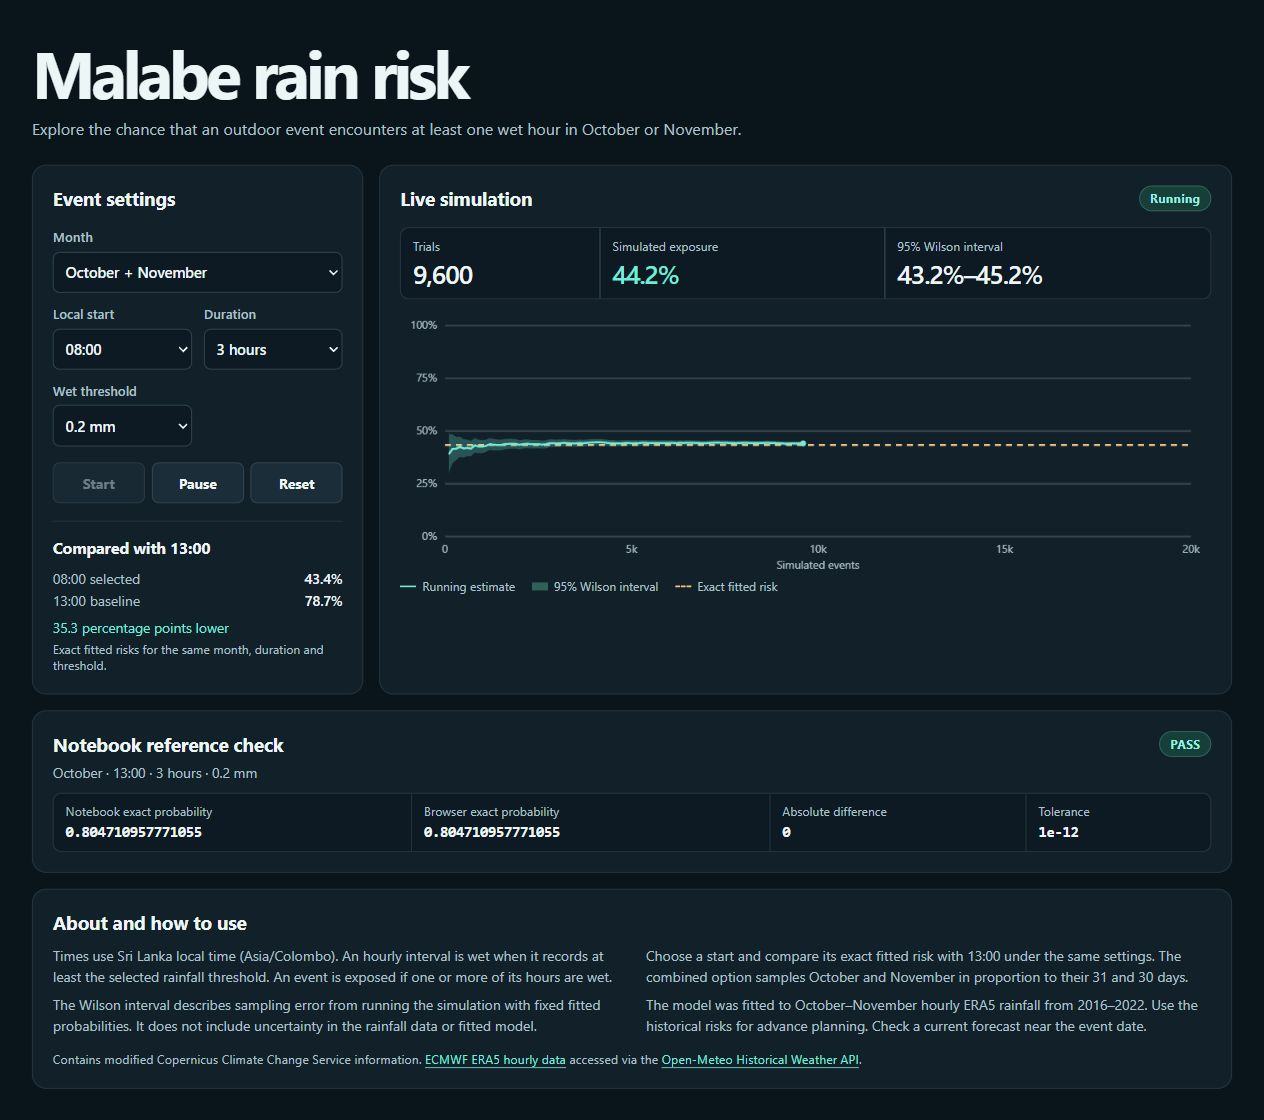 Malabe rain risk
Explore the chance that an outdoor event encounters at least one wet hour in October or November.
Event settings
Month
October + November
Local start
Duration
08:00
3 hours
Wet threshold
0.2 mm
Start
Pause
Reset
Compared with 13:00
08:00 selected
43.4%
13:00 baseline
78.7%
35.3 percentage points lower
Exact fitted risks for the same month, duration and
threshold.
Live simulation
Running
Trials
9,600
Simulated exposure
44.2%
95% Wilson interval
43.2%–45.2%
100%
75%
50%
25%
0%
0
5k
10k
15k
20k
Simulated events
Running estimate
95% Wilson interval
Exact fitted risk
Notebook reference check
PASS
October · 13:00 · 3 hours · 0.2 mm
Notebook exact probability
0.804710957771055
Browser exact probability
0.804710957771055
Absolute difference
0
Tolerance
1e-12
About and how to use
Times use Sri Lanka local time (Asia/Colombo). An hourly interval is wet when it records at
least the selected rainfall threshold. An event is exposed if one or more of its hours are wet.
The Wilson interval describes sampling error from running the simulation with fixed fitted
probabilities. It does not include uncertainty in the rainfall data or fitted model.
Choose a start and compare its exact fitted risk with 13:00 under the same settings. The
combined option samples October and November in proportion to their 31 and 30 days.
The model was fitted to October–November hourly ERA5 rainfall from 2016–2022. Use the
historical risks for advance planning. Check a current forecast near the event date.
Contains modified Copernicus Climate Change Service information. ECMWF ERA5 hourly data accessed via the Open-Meteo Historical Weather API.